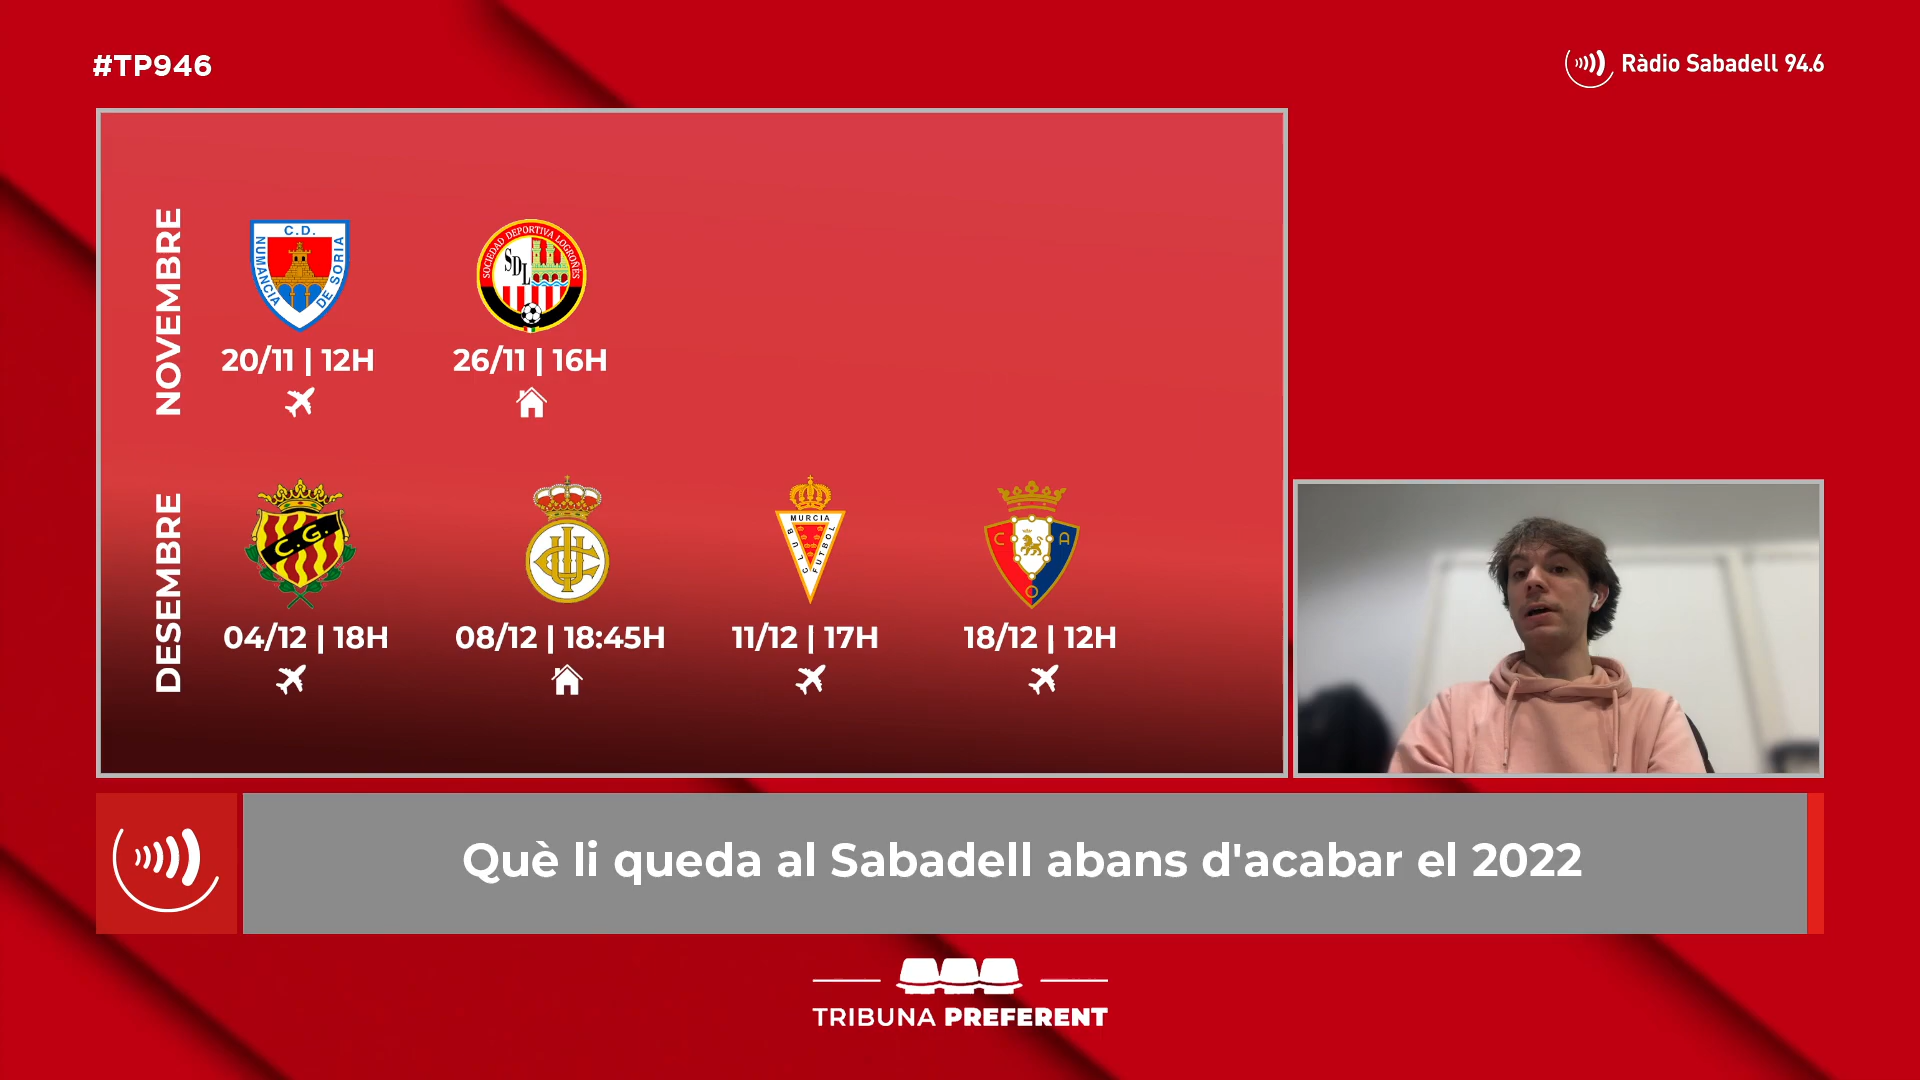 #TP946
Ràdio Sabadell 94.6
NOVEMBRE
C.D.
NUMANCIA
DE SORIA
SOCIEDAD DEPORTIVA LOGROÑÉS
SDL
20/11 | 12H
26/11 | 16H
DESEMBRE
C.G.
MURCIA
CLUB
FUTBOL
C A
O
04/12 | 18H
08/12 | 18:45H
11/12 | 17H
18/12 | 12H
Què li queda al Sabadell abans d'acabar el 2022
TRIBUNA PREFERENT